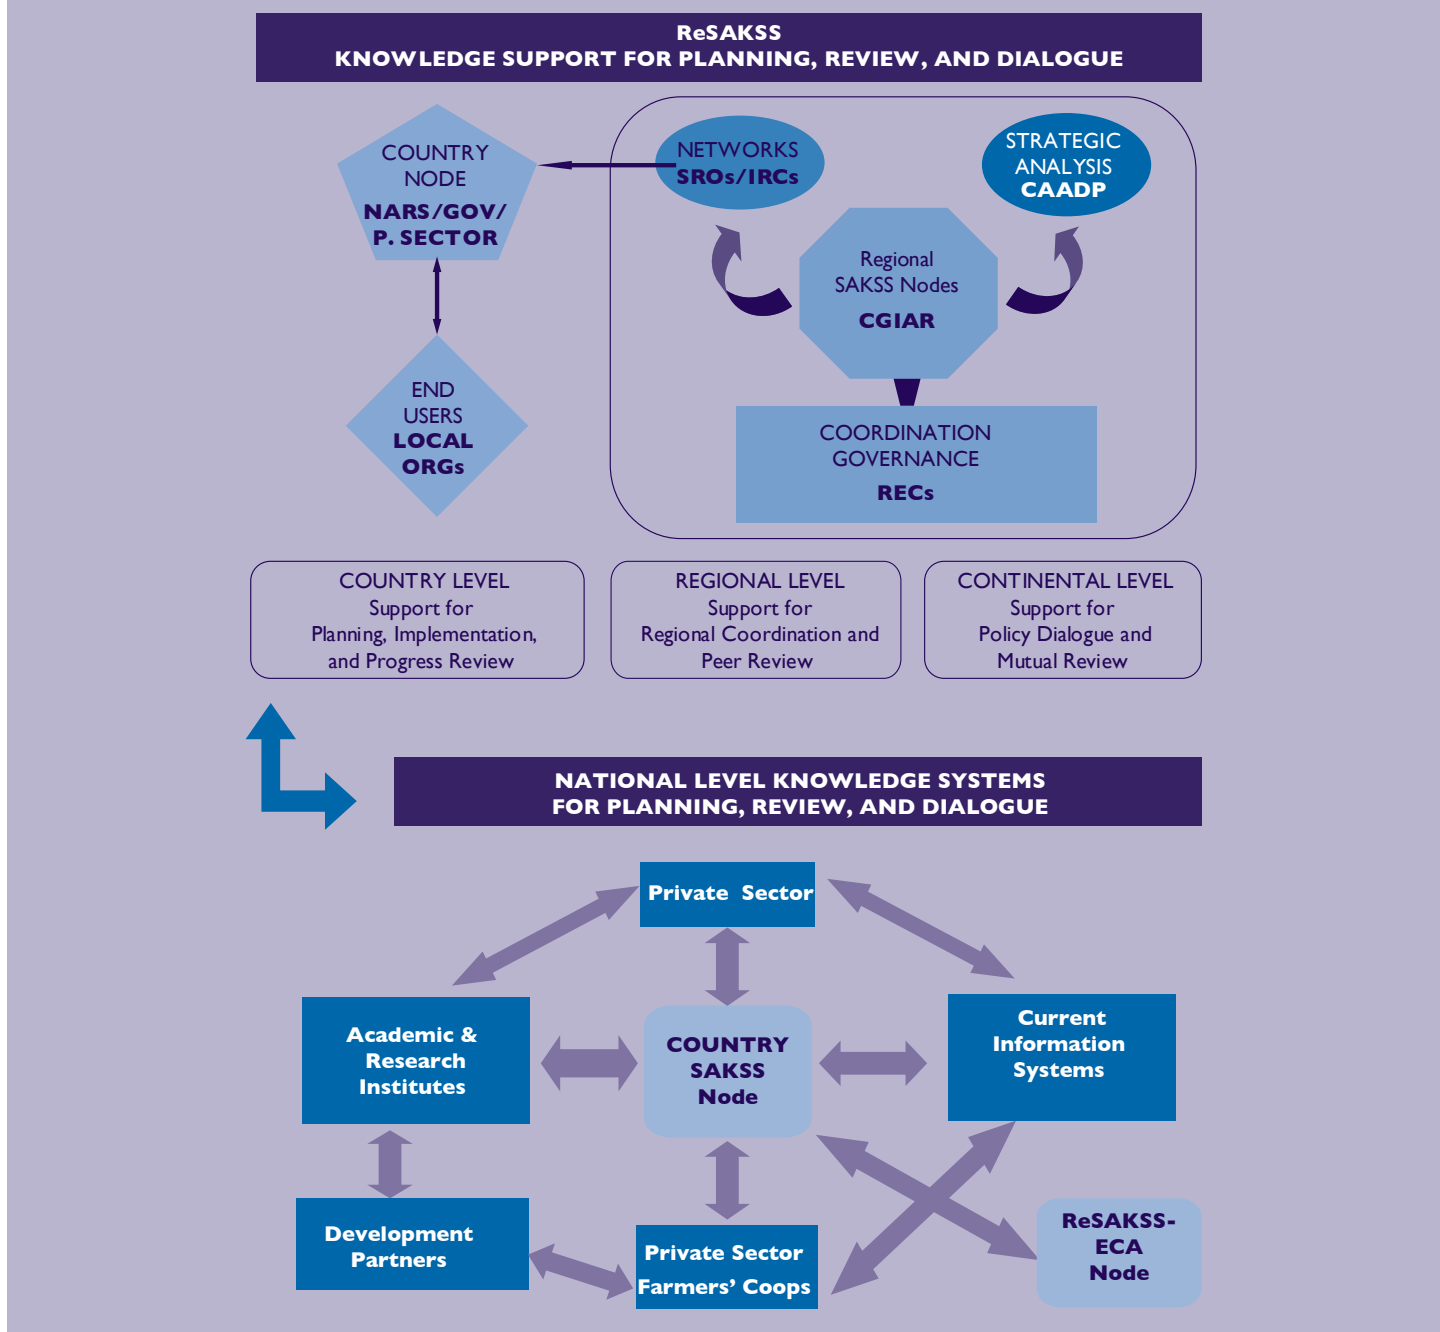 ReSAKSS
KNOWLEDGE SUPPORT FOR PLANNING, REVIEW, AND DIALOGUE
COUNTRY
NODE
NARS/GOV/
P. SECTOR
NETWORKS
SROs/IRCs
STRATEGIC
ANALYSIS
CAADP
Regional
SAKSS Nodes
CGIAR
END
USERS
LOCAL
ORGs
COORDINATION
GOVERNANCE
RECs
COUNTRY LEVEL
Support for
Planning, Implementation,
and Progress Review
REGIONAL LEVEL
Support for
Regional Coordination and
Peer Review
CONTINENTAL LEVEL
Support for
Policy Dialogue and
Mutual Review
NATIONAL LEVEL KNOWLEDGE SYSTEMS
FOR PLANNING, REVIEW, AND DIALOGUE
Private Sector
Academic &
Research
Institutes
COUNTRY
SAKSS
Node
Current
Information
Systems
Development
Partners
Private Sector
Farmers’ Coops
ReSAKSS-
ECA
Node